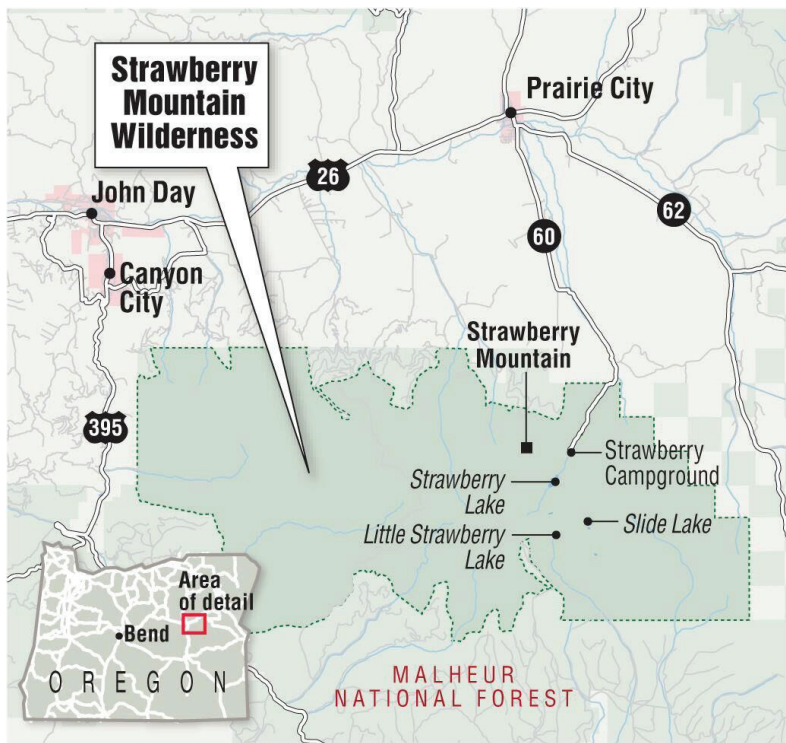 Strawberry
Mountain
Wilderness
Prairie City
26
John Day
62
60
Canyon
City
Strawberry
Mountain
395
Strawberry
Campground
Strawberry
Lake
Slide Lake
Little Strawberry
Lake
Area
of detail
Bend
OREGON
MALHEUR
NATIONAL FOREST